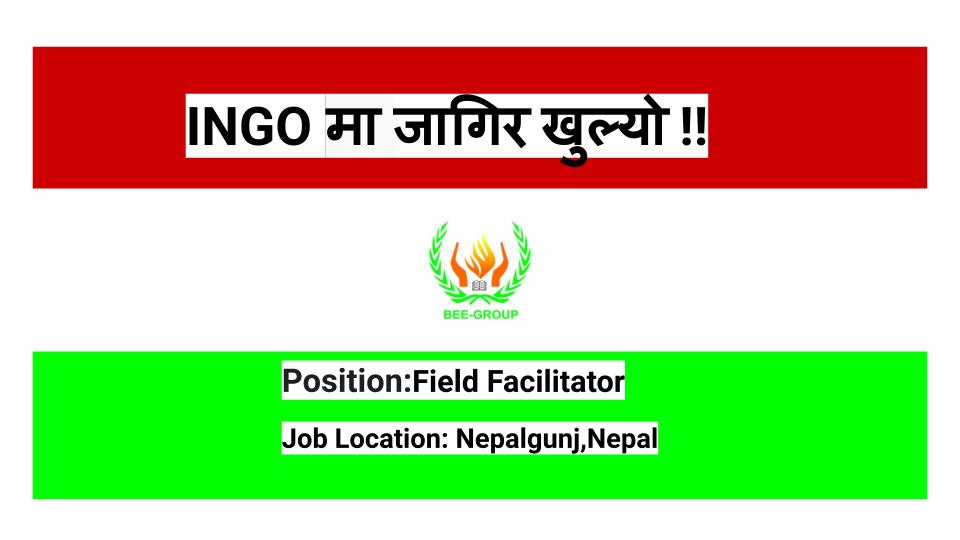 INGO मा जागिर खुल्यो !!
BEE-GROUP
Position:Field Facilitator
Job Location: Nepalgunj,Nepal